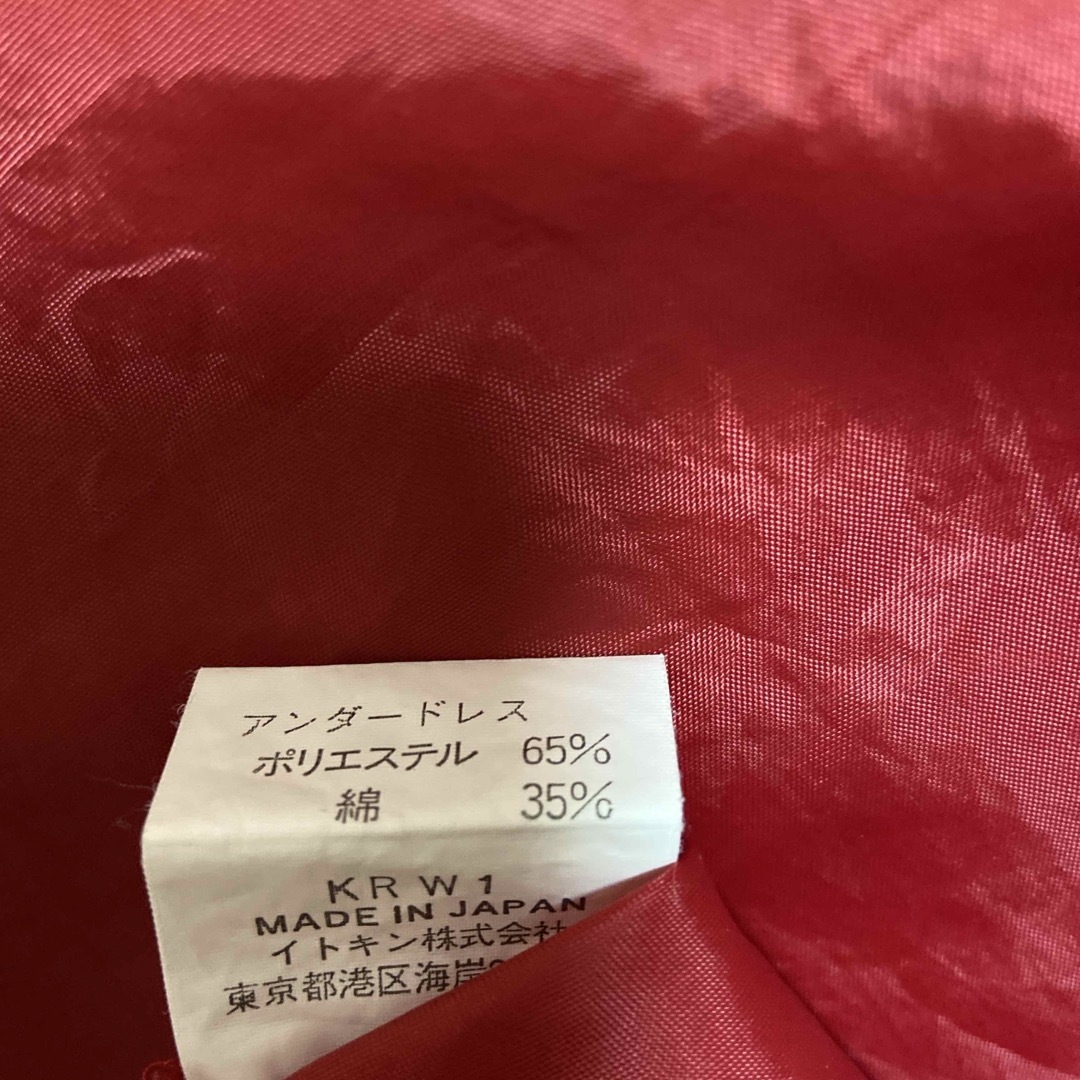 アンダードレス
ポリエステル 65%
綿 35%
KRW1
MADE IN JAPAN
イトキン株式会社
東京都港区海岸